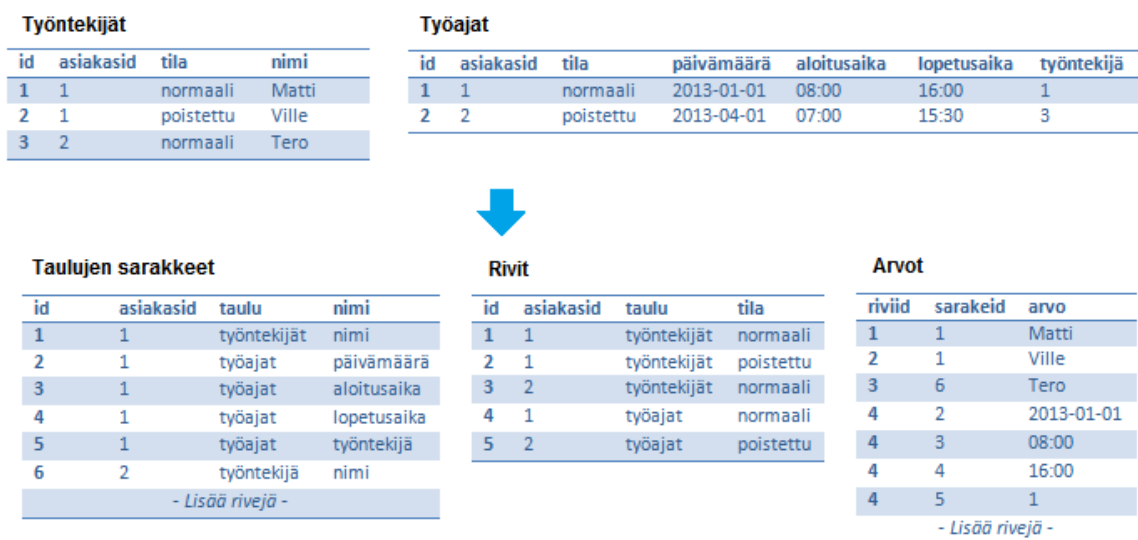 Työntekijät
id asiakasid tila nimi
1 1 normaali Matti
2 1 poistettu Ville
3 2 normaali Tero
Työajat
id asiakasid tila päivämäärä aloitusaika lopetusaika työntekijä
1 1 normaali 2013-01-01 08:00 16:00 1
2 2 poistettu 2013-04-01 07:00 15:30 3
Taulujen sarakkeet
id asiakasid taulu nimi
1 1 työntekijät nimi
2 1 työajat päivämäärä
3 1 työajat aloitusaika
4 1 työajat lopetusaika
5 1 työajat työntekijä
6 2 työntekijä nimi
- Lisää rivejä -
Rivit
id asiakasid taulu tila
1 1 työntekijät normaali
2 1 työntekijät poistettu
3 2 työntekijät normaali
4 1 työajat normaali
5 2 työajat poistettu
Arvot
riviid sarakeid arvo
1 1 Matti
2 1 Ville
3 6 Tero
4 2 2013-01-01
4 3 08:00
4 4 16:00
4 5 1
- Lisää rivejä -